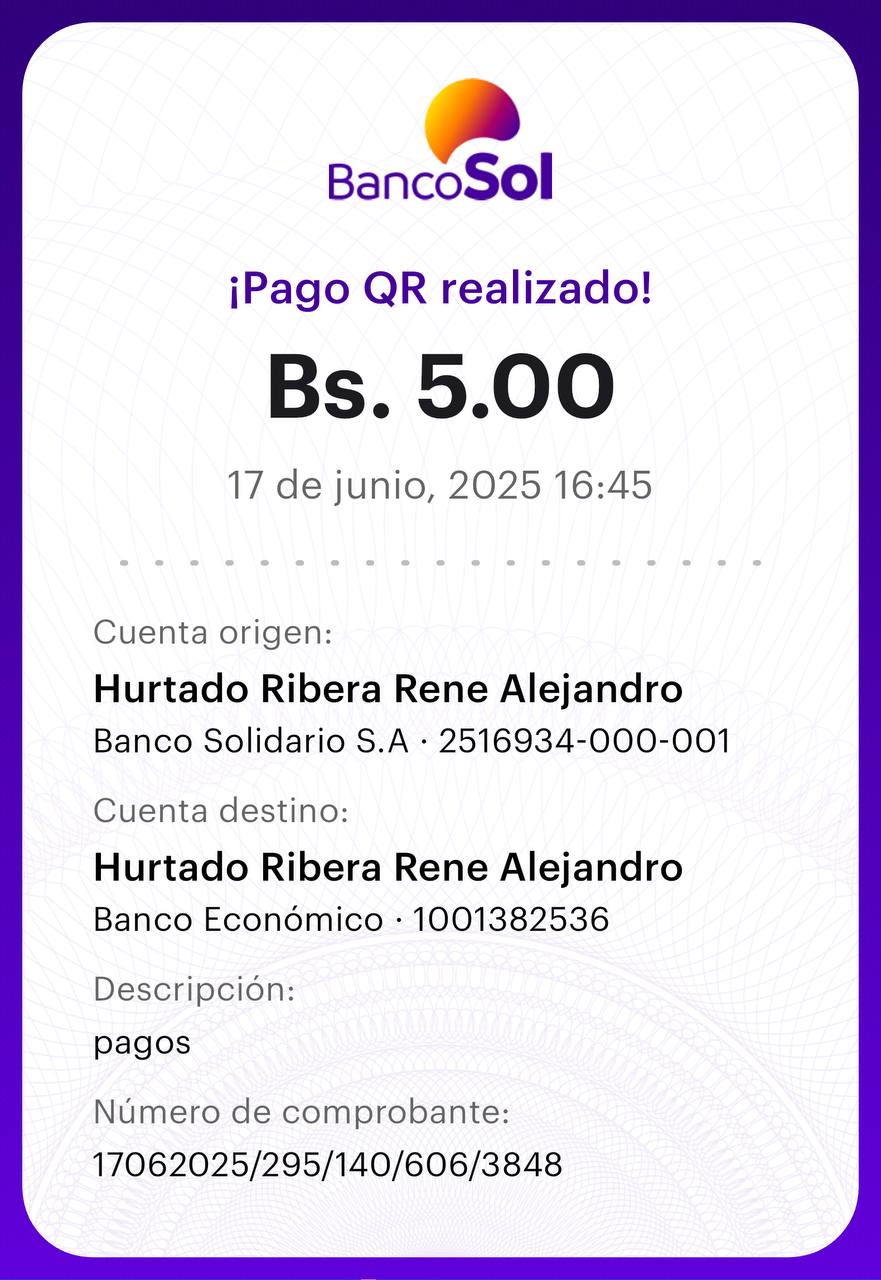 BancoSol
¡Pago QR realizado!
Bs. 5.00
17 de junio, 2025 16:45
Cuenta origen:
Hurtado Ribera Rene Alejandro
Banco Solidario S.A · 2516934-000-001
Cuenta destino:
Hurtado Ribera Rene Alejandro
Banco Económico · 1001382536
Descripción:
pagos
Número de comprobante:
17062025/295/140/606/3848